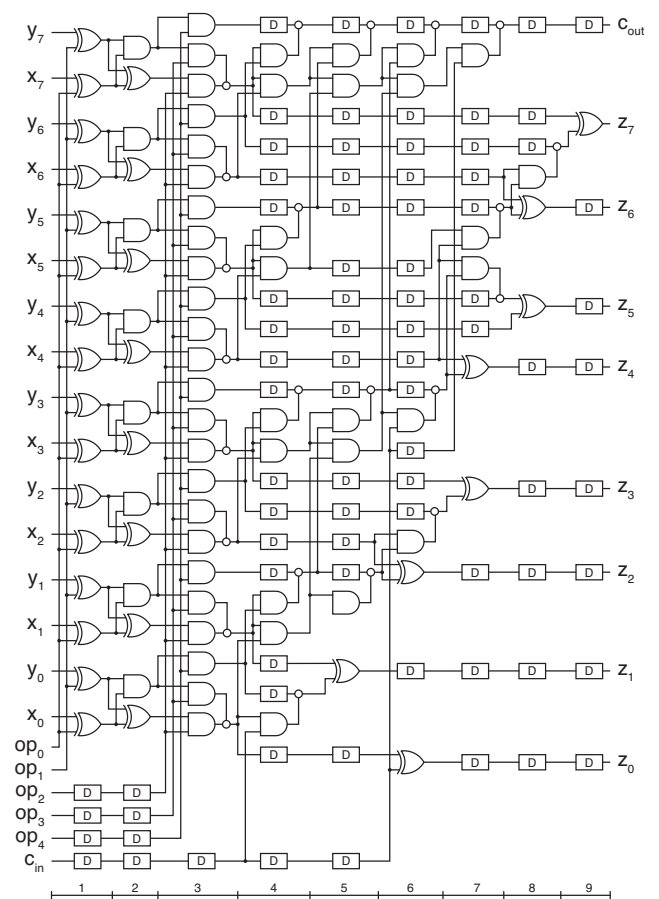 D D D D D D c_out
y₇
x₇
D D D D D
y₆ z₇
D D D D
x₆ D D D D
D D D D D z₆
y₅
x₅ D D
D D D D
y₄ D z₅
D D D D
x₄ D D D
D D z₄
D D
y₃
x₃ D
D D D
y₂ D D z₃
D D D
x₂ D D
D D D D D z₂
y₁
x₁
D
y₀ D D D D z₁
D
x₀
op₀
D D D D D z₀
op₁
op₂ D D
op₃ D D
op₄ D D
c_in D D D D D
1 2 3 4 5 6 7 8 9